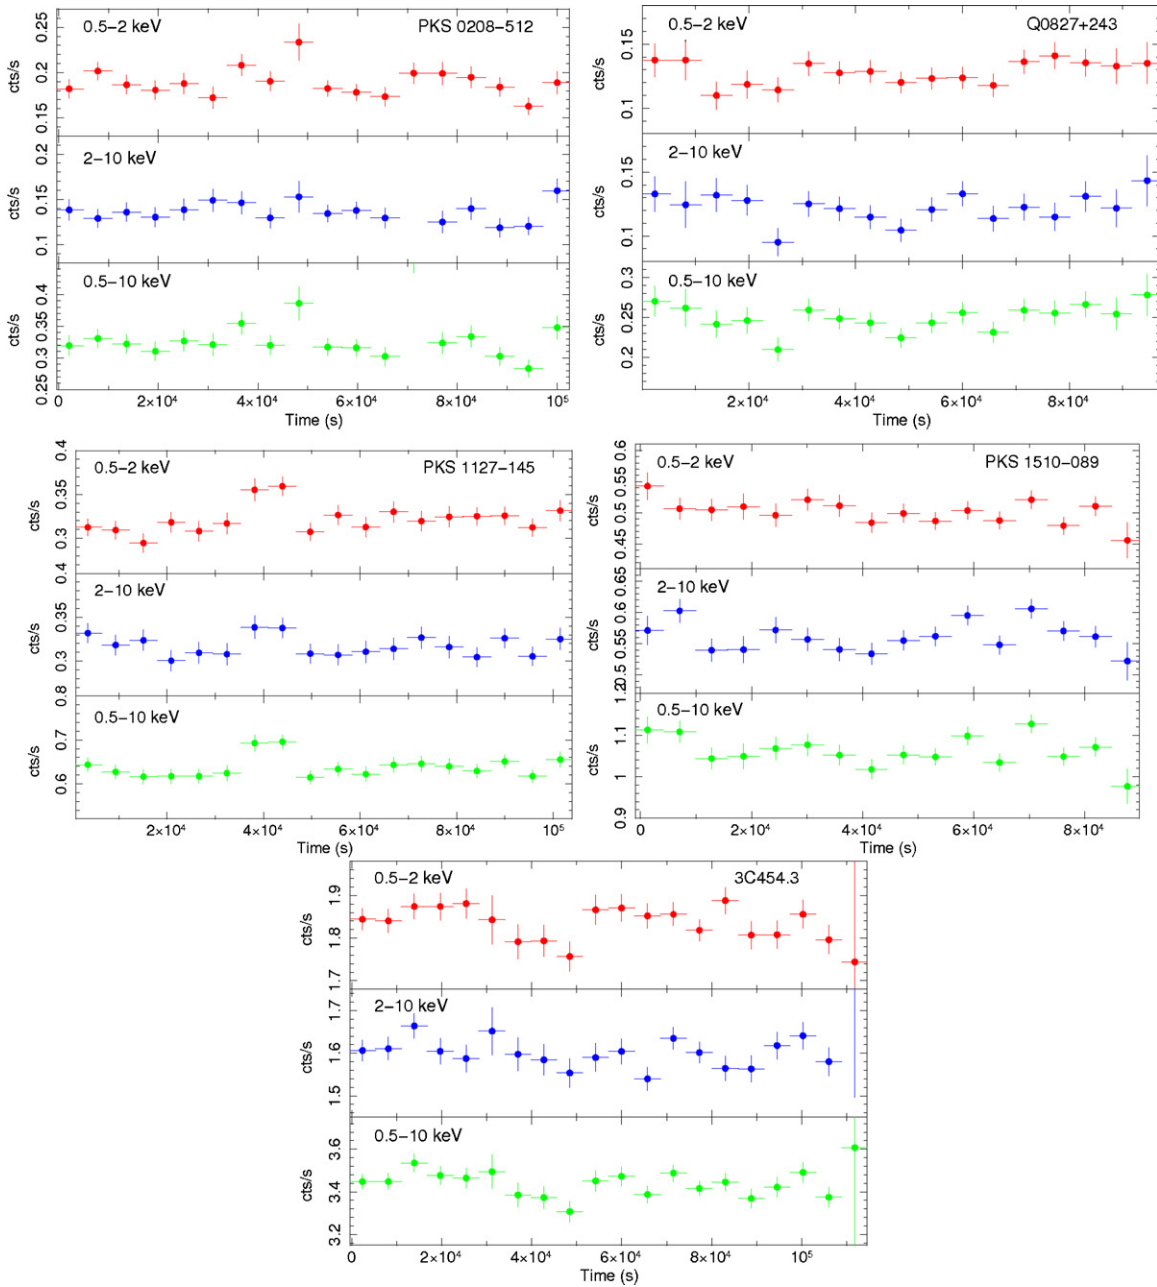 0.5−2 keV PKS 0208−512
cts/s
0.15 0.2 0.25
2−10 keV
cts/s
0.1 0.15 0.2
0.5−10 keV
cts/s
0.25 0.3 0.35 0.4
0 2×10⁴ 4×10⁴ 6×10⁴ 8×10⁴ 10⁵
Time (s)
0.5−2 keV Q0827+243
cts/s
0.1 0.15
2−10 keV
cts/s
0.1 0.15
0.5−10 keV
cts/s
0.2 0.25 0.3
2×10⁴ 4×10⁴ 6×10⁴ 8×10⁴
Time (s)
0.5−2 keV PKS 1127−145
cts/s
0.3 0.35 0.4
2−10 keV
cts/s
0.3 0.35 0.4
0.5−10 keV
cts/s
0.6 0.7 0.8
2×10⁴ 4×10⁴ 6×10⁴ 8×10⁴ 10⁵
Time (s)
0.5−2 keV PKS 1510−089
cts/s
0.45 0.5 0.55 0.6
2−10 keV
cts/s
0.5 0.55 0.6 0.65
0.5−10 keV
cts/s
0.9 1 1.1 1.2
0 2×10⁴ 4×10⁴ 6×10⁴ 8×10⁴
Time (s)
0.5−2 keV 3C454.3
cts/s
1.7 1.8 1.9
2−10 keV
cts/s
1.5 1.6 1.7
0.5−10 keV
cts/s
3.2 3.4 3.6
0 2×10⁴ 4×10⁴ 6×10⁴ 8×10⁴ 10⁵
Time (s)